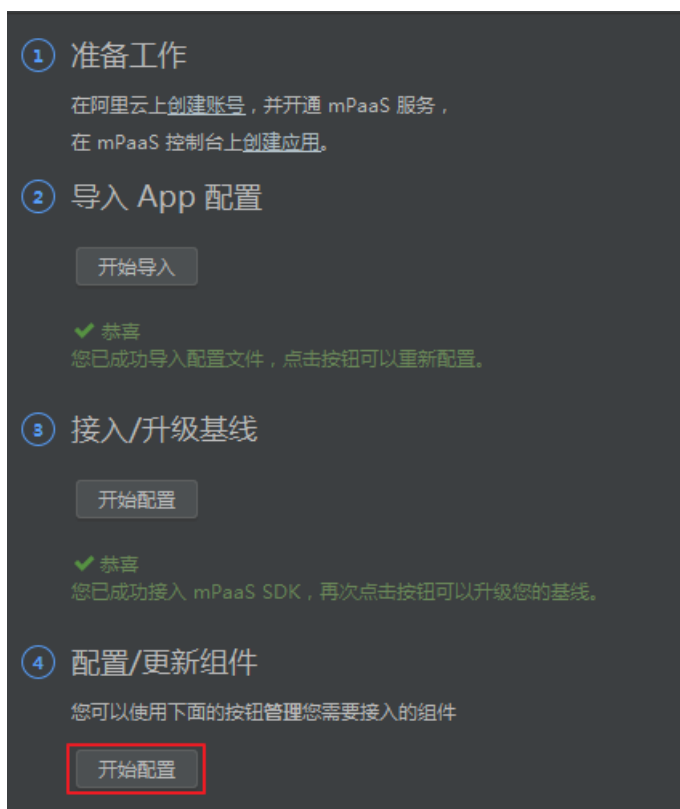 1 准备工作
在阿里云上创建账号，并开通 mPaaS 服务，
在 mPaaS 控制台上创建应用。
2 导入 App 配置
开始导入
✔ 恭喜
您已成功导入配置文件，点击按钮可以重新配置。
3 接入/升级基线
开始配置
✔ 恭喜
您已成功接入 mPaaS SDK，再次点击按钮可以升级您的基线。
4 配置/更新组件
您可以使用下面的按钮管理您需要接入的组件
开始配置